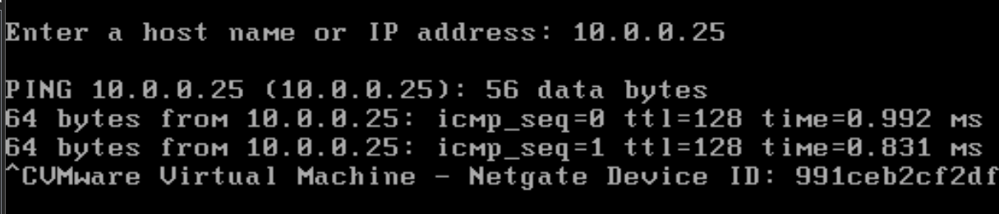 Enter a host name or IP address: 10.0.0.25
PING 10.0.0.25 (10.0.0.25): 56 data bytes
64 bytes from 10.0.0.25: icmp_seq=0 ttl=128 time=0.992 ms
64 bytes from 10.0.0.25: icmp_seq=1 ttl=128 time=0.831 ms
^CVMware Virtual Machine - Netgate Device ID: 991ceb2cf2df